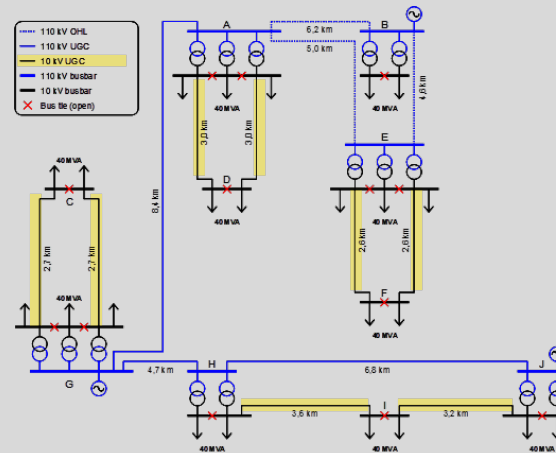 110 kV OHL
110 kV UGC
10 kV UGC
110 kV busbar
10 kV busbar
Bus tie (open)
A
6,2 km
5,0 km
B
40 MVA
40 MVA
4,6 km
3,0 km
3,0 km
D
40 MVA
E
8,4 km
40 MVA
C
2,7 km
2,7 km
40 MVA
40 MVA
2,6 km
2,6 km
F
40 MVA
G
4,7 km
H
6,8 km
J
3,6 km
I
3,2 km
40 MVA
40 MVA
40 MVA